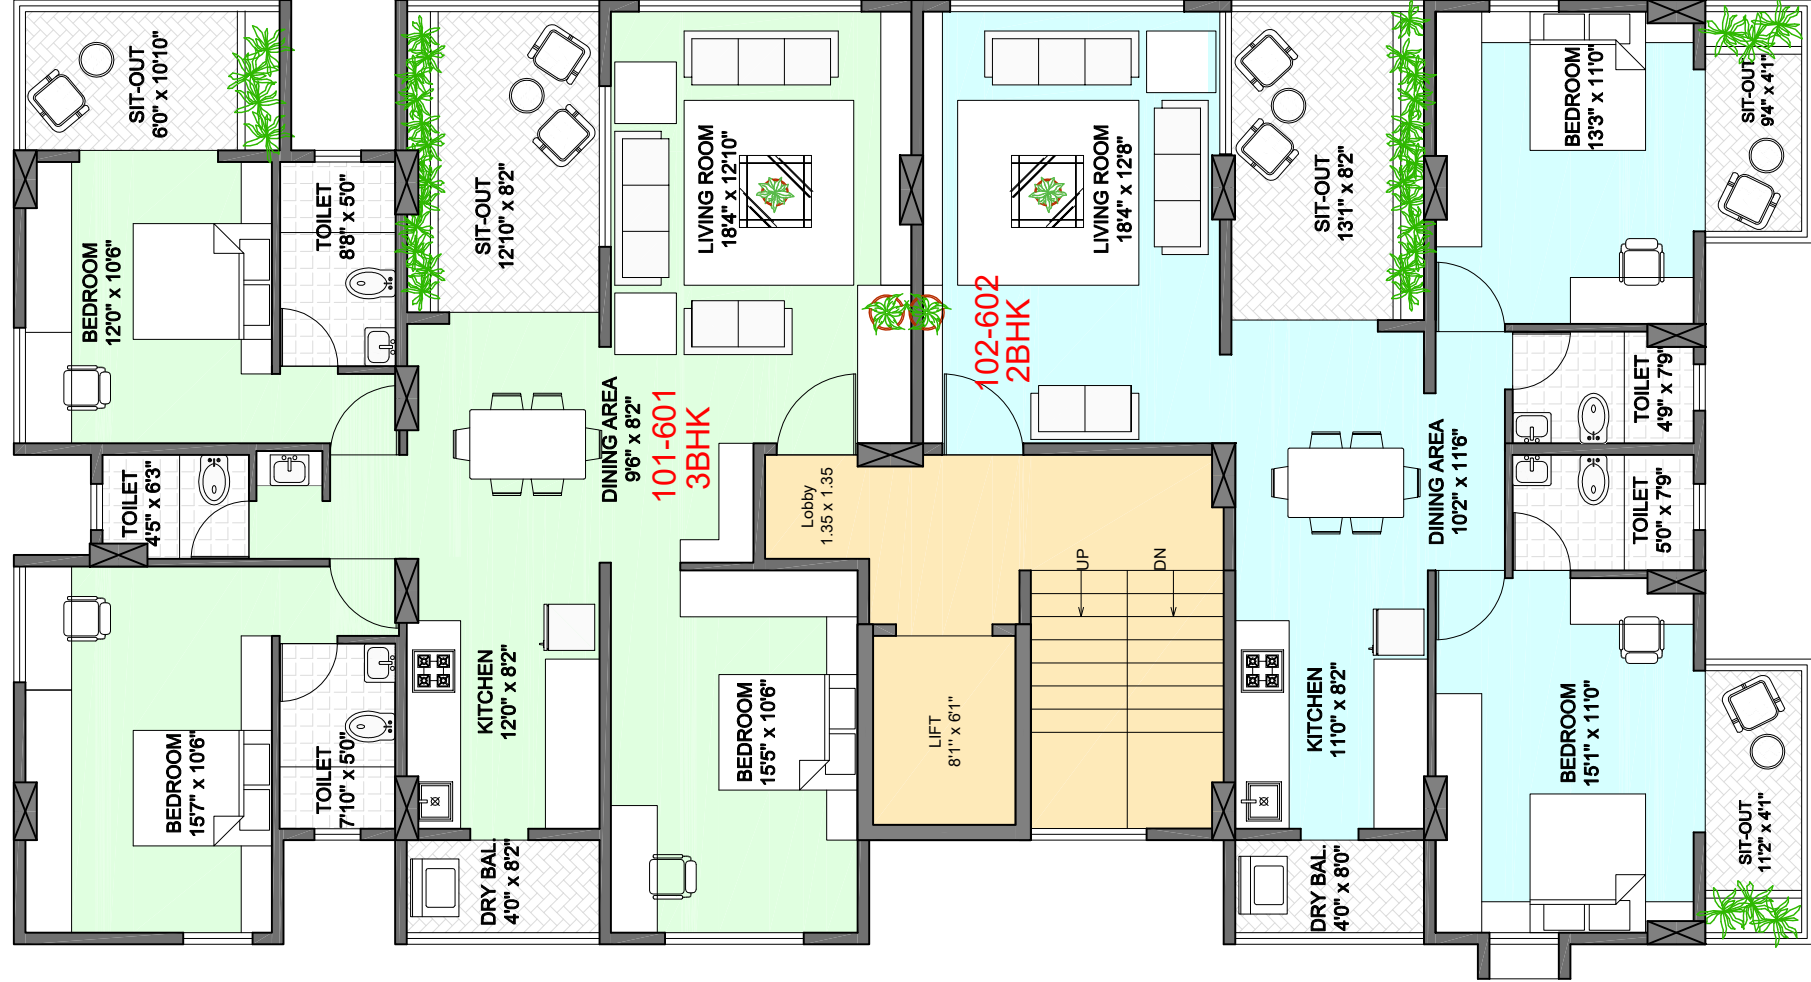 SIT-OUT
6'0" x 10'10"
SIT-OUT
12'10" x 8'2"
LIVING ROOM
18'4" x 12'10"
LIVING ROOM
18'4" x 12'8"
SIT-OUT
13'1" x 8'2"
BEDROOM
13'3" x 11'0"
SIT-OUT
9'4" x 4'1"
BEDROOM
12'0" x 10'6"
TOILET
8'8" x 5'0"
DINING AREA
9'6" x 8'2"
101-601
3BHK
102-602
2BHK
TOILET
4'9" x 7'9"
TOILET
4'5" x 6'3"
Lobby
1.35 x 1.35
DINING AREA
10'2" x 11'6"
TOILET
5'0" x 7'9"
UP
DN
BEDROOM
15'7" x 10'6"
TOILET
7'10" x 5'0"
KITCHEN
12'0" x 8'2"
BEDROOM
15'5" x 10'6"
LIFT
8'1" x 6'1"
KITCHEN
11'0" x 8'2"
BEDROOM
15'1" x 11'0"
SIT-OUT
11'2" x 4'1"
DRY BAL.
4'0" x 8'2"
DRY BAL.
4'0" x 8'0"